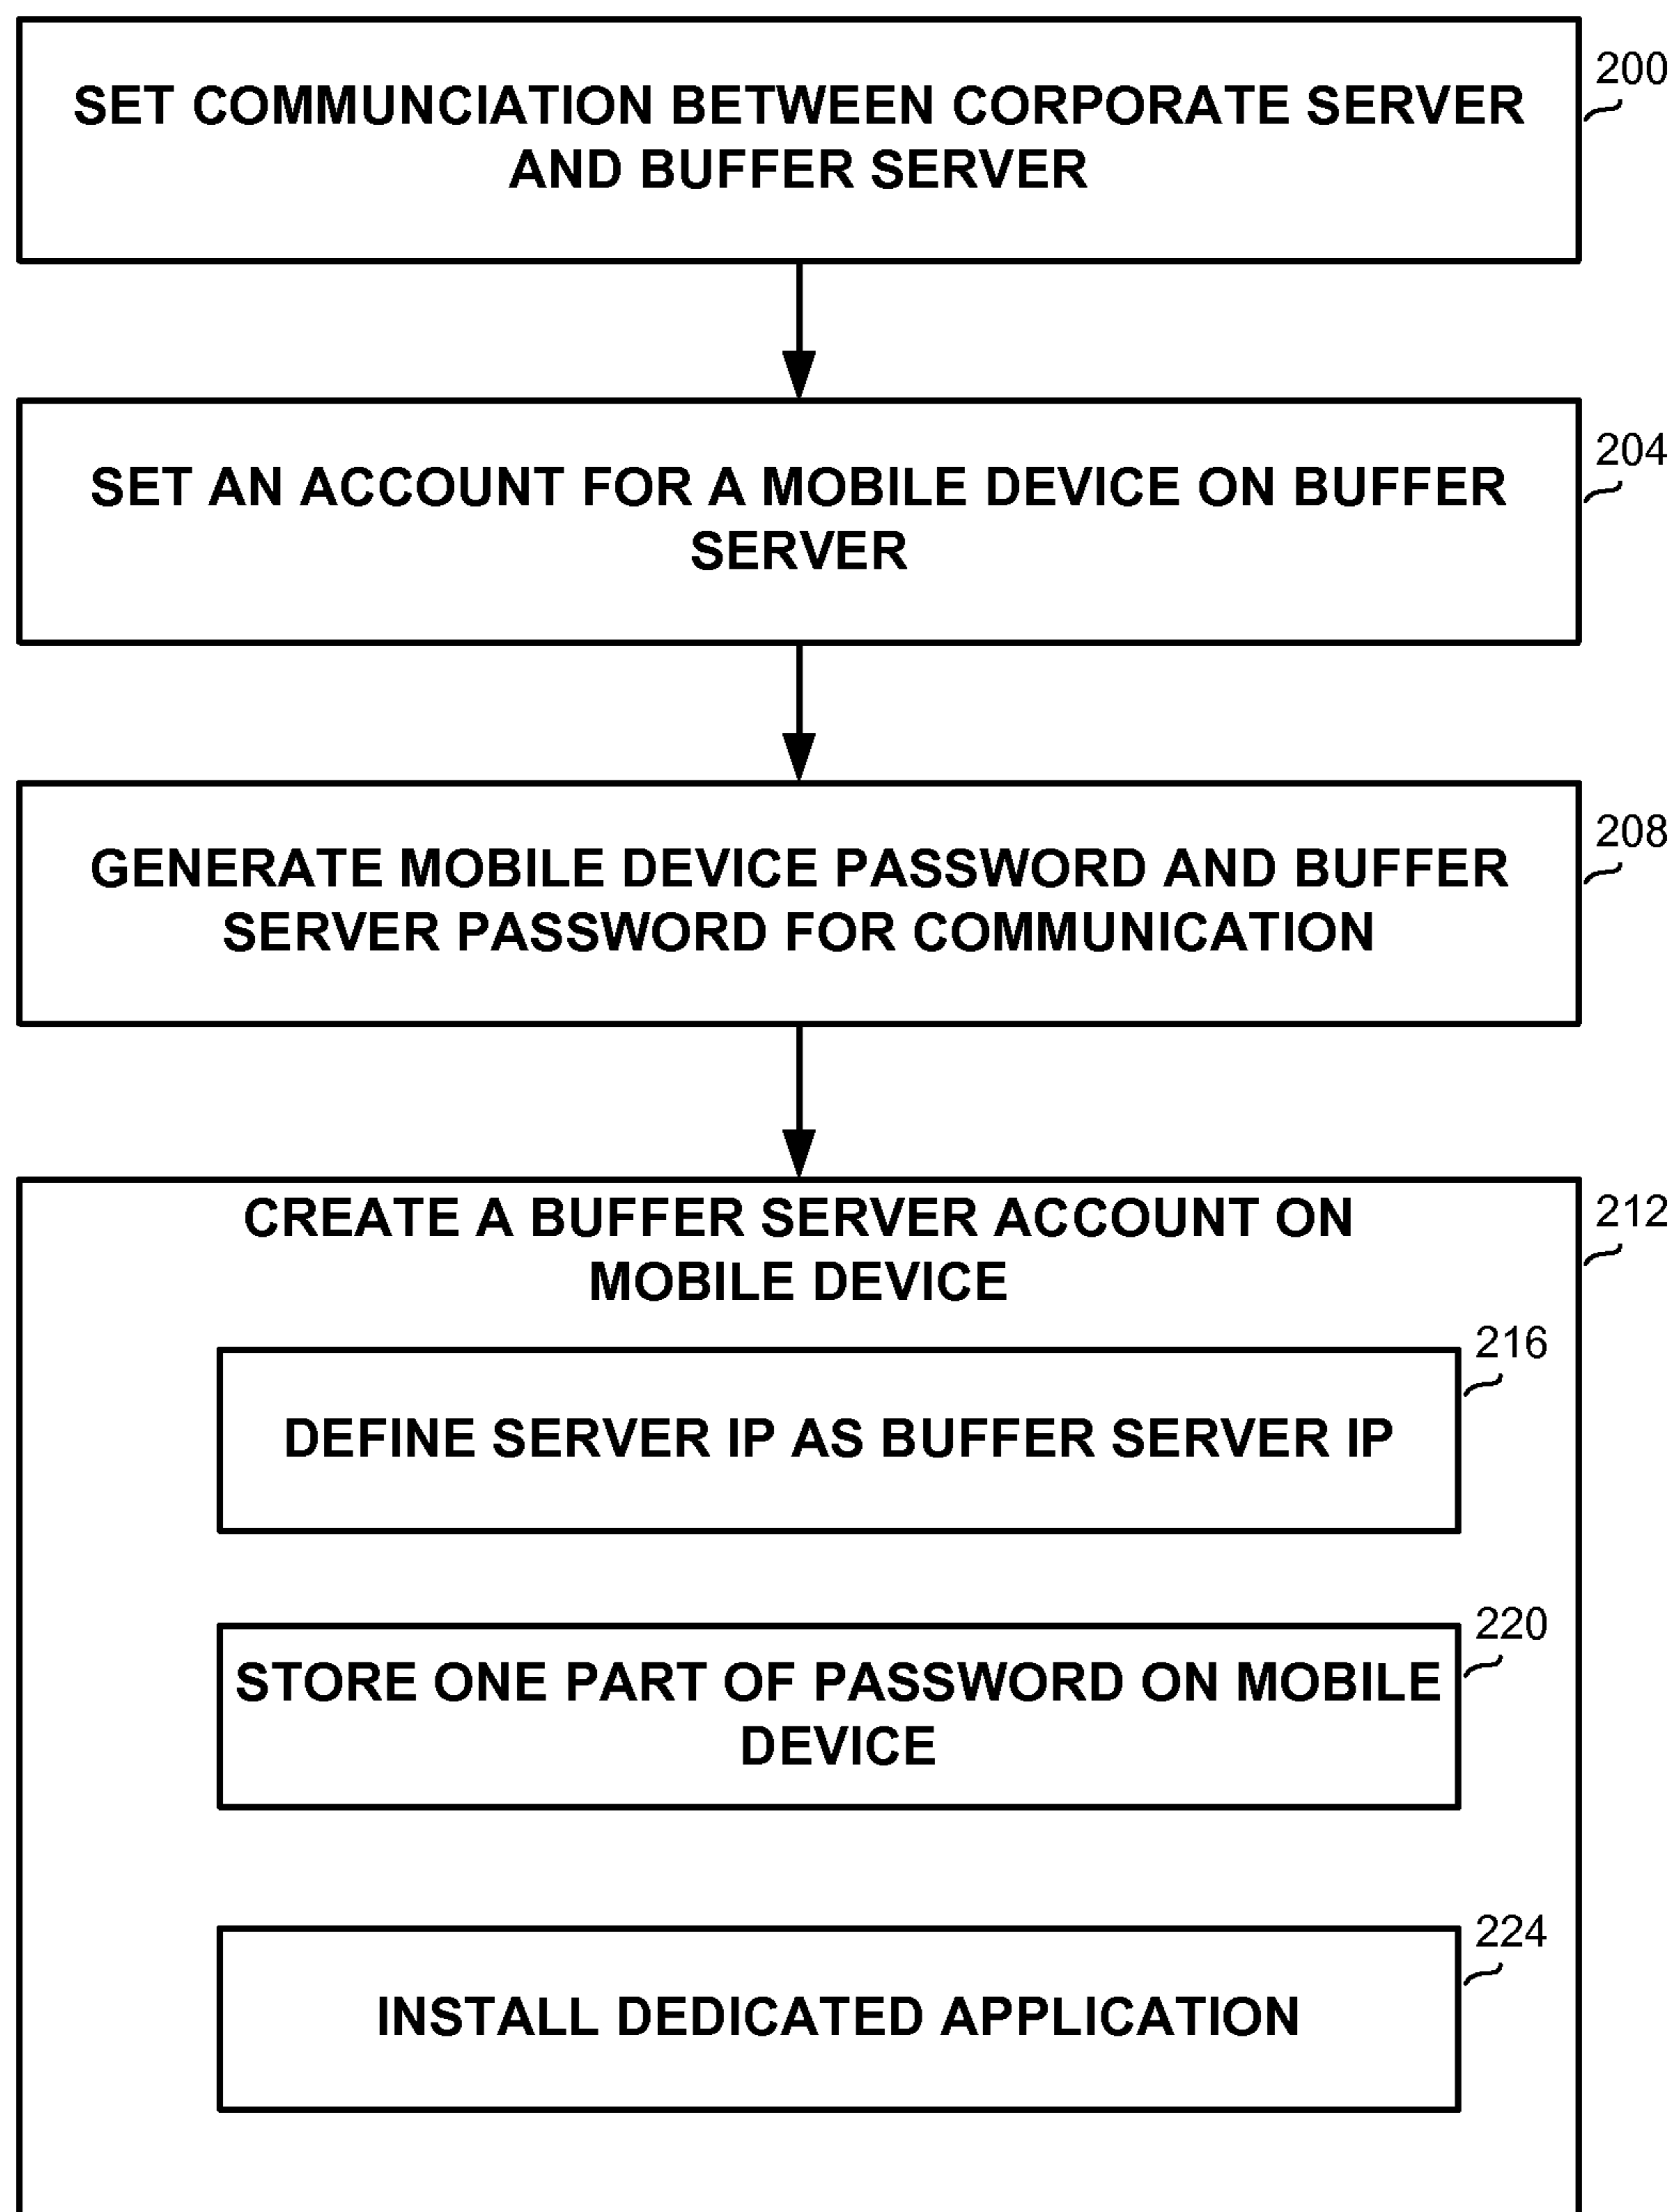 200
SET COMMUNCIATION BETWEEN CORPORATE SERVER
AND BUFFER SERVER
204
SET AN ACCOUNT FOR A MOBILE DEVICE ON BUFFER
SERVER
208
GENERATE MOBILE DEVICE PASSWORD AND BUFFER
SERVER PASSWORD FOR COMMUNICATION
212
CREATE A BUFFER SERVER ACCOUNT ON
MOBILE DEVICE
216
DEFINE SERVER IP AS BUFFER SERVER IP
220
STORE ONE PART OF PASSWORD ON MOBILE
DEVICE
224
INSTALL DEDICATED APPLICATION